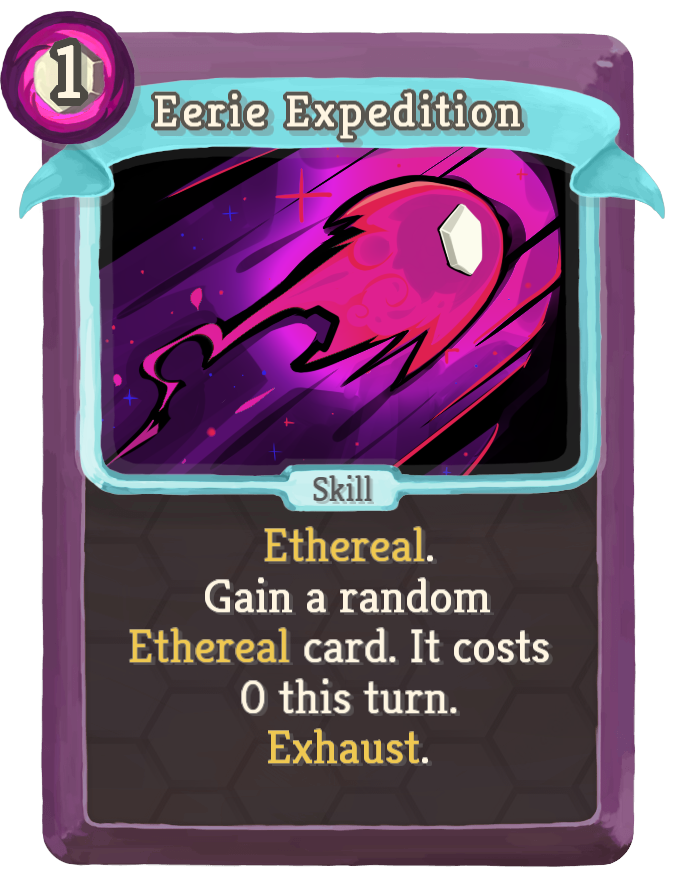 1
Eerie Expedition
Skill
Ethereal.
Gain a random
Ethereal card. It costs
0 this turn.
Exhaust.